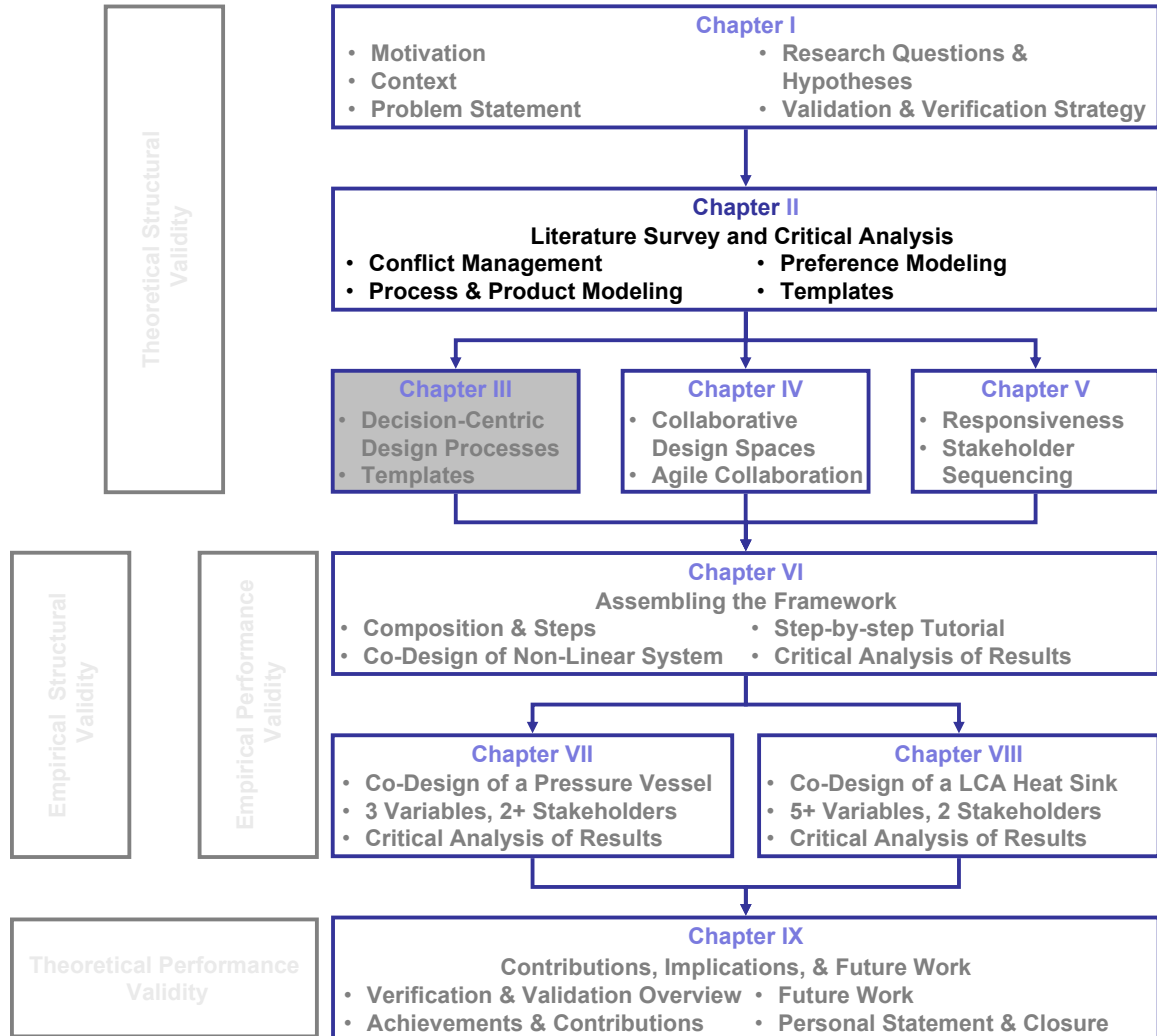 Theoretical Structural
Validity
Chapter I
• Motivation
• Context
• Problem Statement
• Research Questions &
Hypotheses
• Validation & Verification Strategy
Chapter II
Literature Survey and Critical Analysis
• Conflict Management
• Process & Product Modeling
• Preference Modeling
• Templates
Chapter III
• Decision-Centric
Design Processes
• Templates
Chapter IV
• Collaborative
Design Spaces
• Agile Collaboration
Chapter V
• Responsiveness
• Stakeholder
Sequencing
Empirical Structural
Validity
Empirical Performance
Validity
Chapter VI
Assembling the Framework
• Composition & Steps
• Co-Design of Non-Linear System
• Step-by-step Tutorial
• Critical Analysis of Results
Chapter VII
• Co-Design of a Pressure Vessel
• 3 Variables, 2+ Stakeholders
• Critical Analysis of Results
Chapter VIII
• Co-Design of a LCA Heat Sink
• 5+ Variables, 2 Stakeholders
• Critical Analysis of Results
Theoretical Performance
Validity
Chapter IX
Contributions, Implications, & Future Work
• Verification & Validation Overview
• Achievements & Contributions
• Future Work
• Personal Statement & Closure